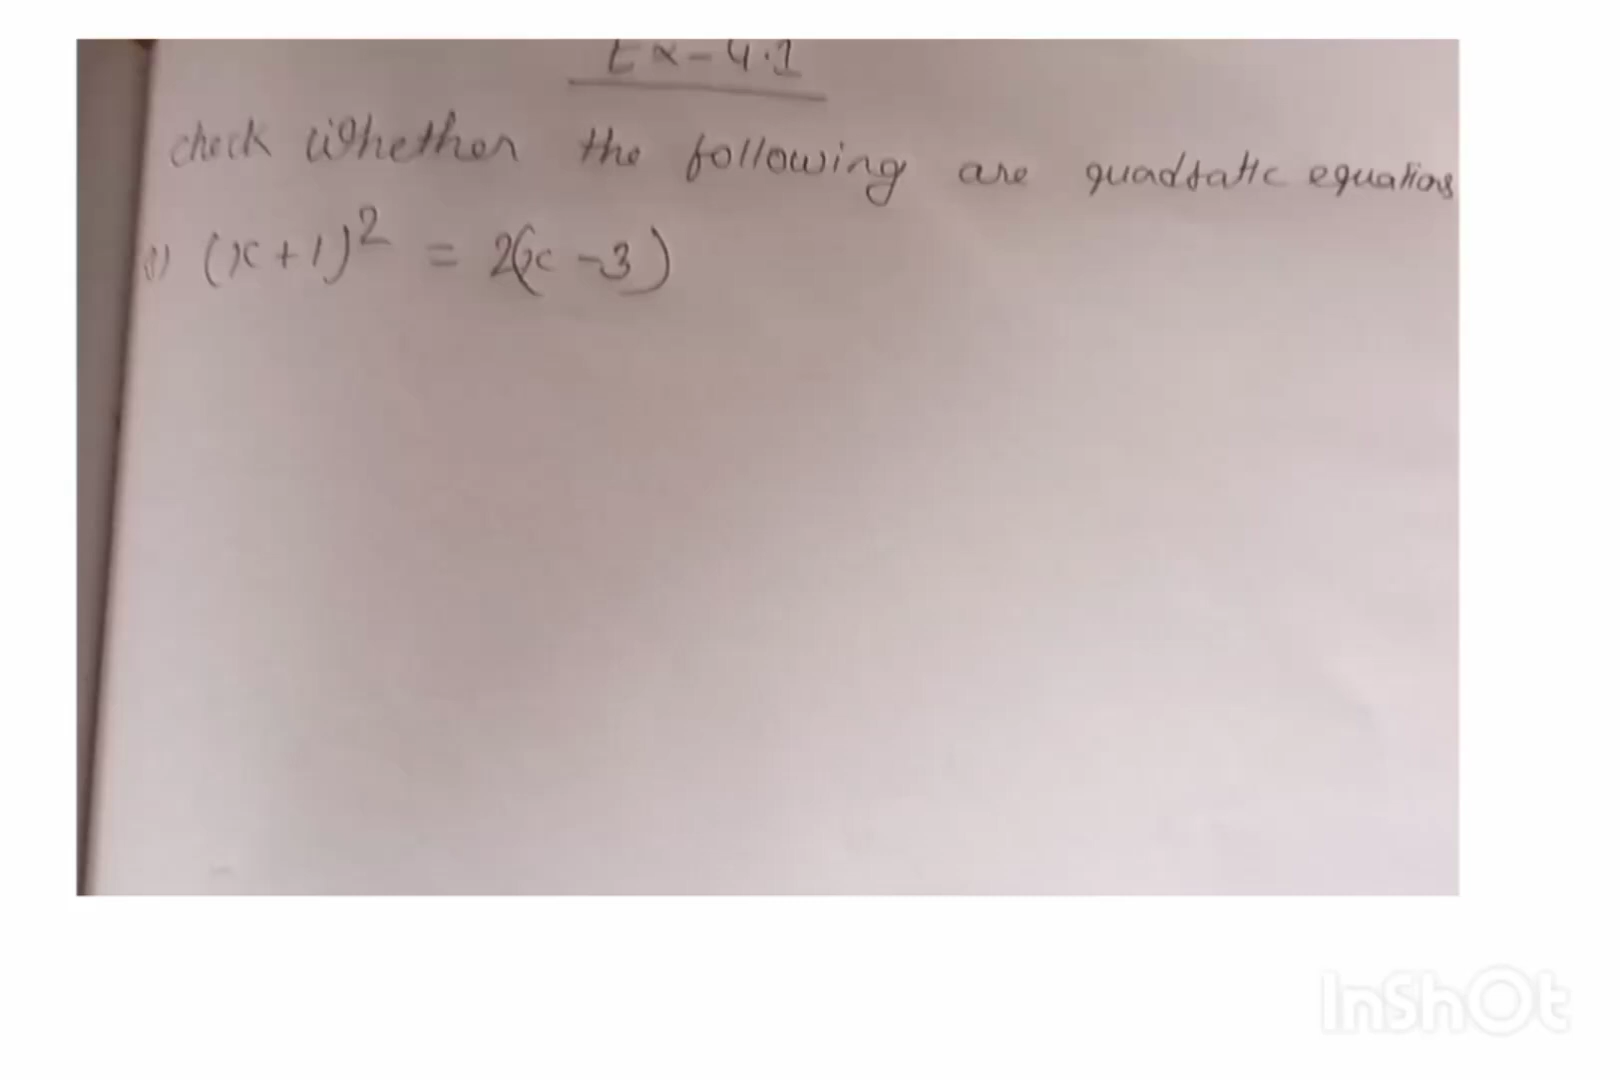 Ex-4.1
check whether the following are quadratic equations
i) (x+1)² = 2(x-3)
InShOt